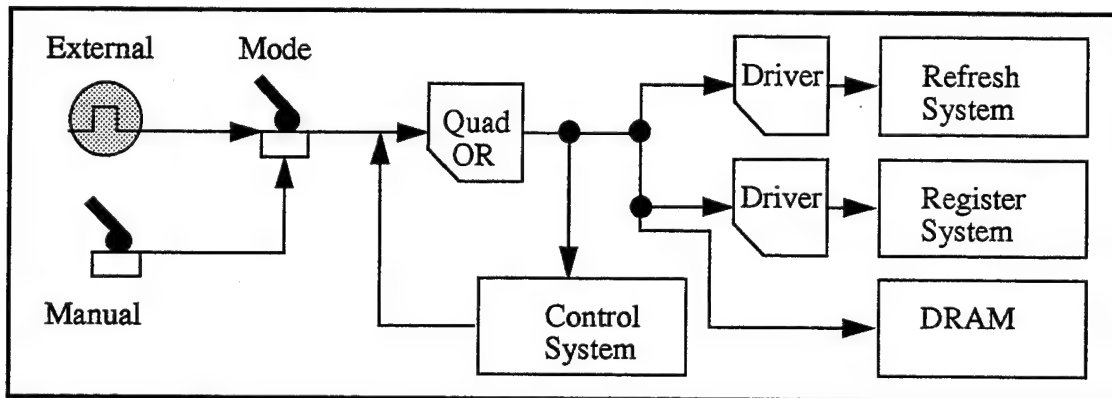 External
Mode
Manual
Quad
OR
Control
System
Driver
Refresh
System
Driver
Register
System
DRAM